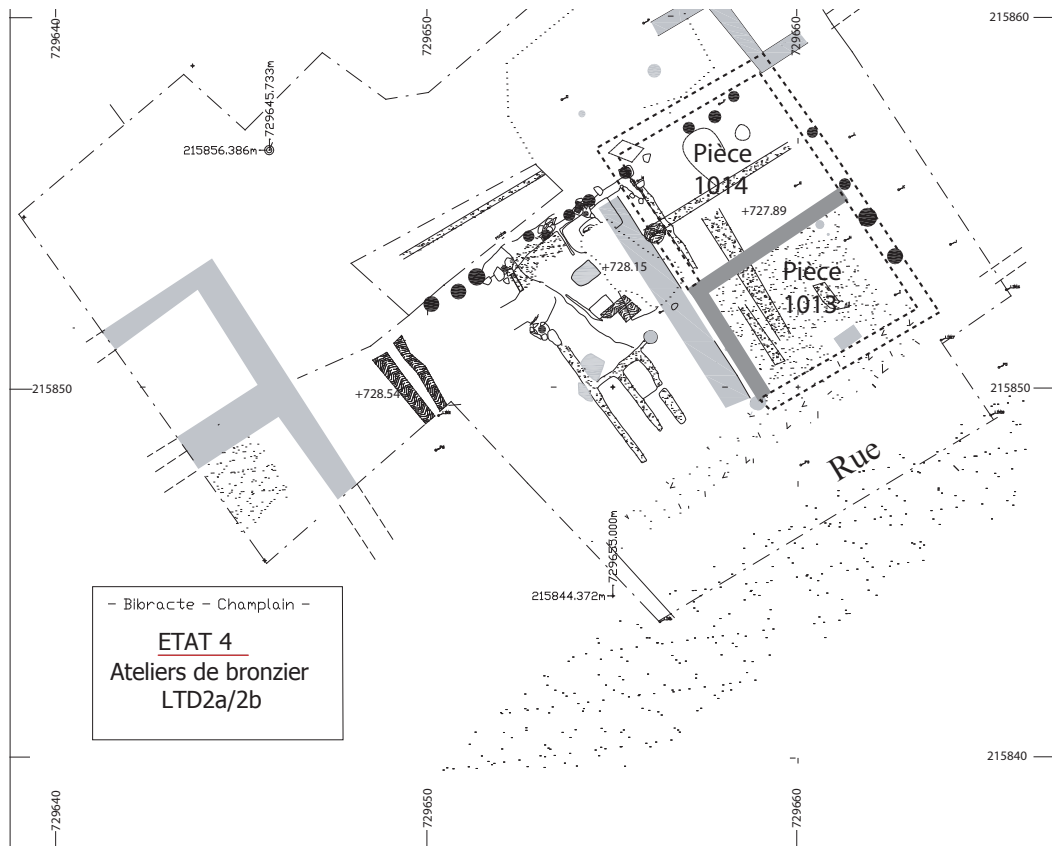 729640
729650
729660
215860
729645.733m
215856.386m
Pièce
1014
+727.89
+728.15
Pièce
1013
215850
+728.54
215850
Rue
729655.000m
215844.372m
- Bibracte - Champlain -
ETAT 4
Ateliers de bronzier
LTD2a/2b
215840
729640
729650
729660